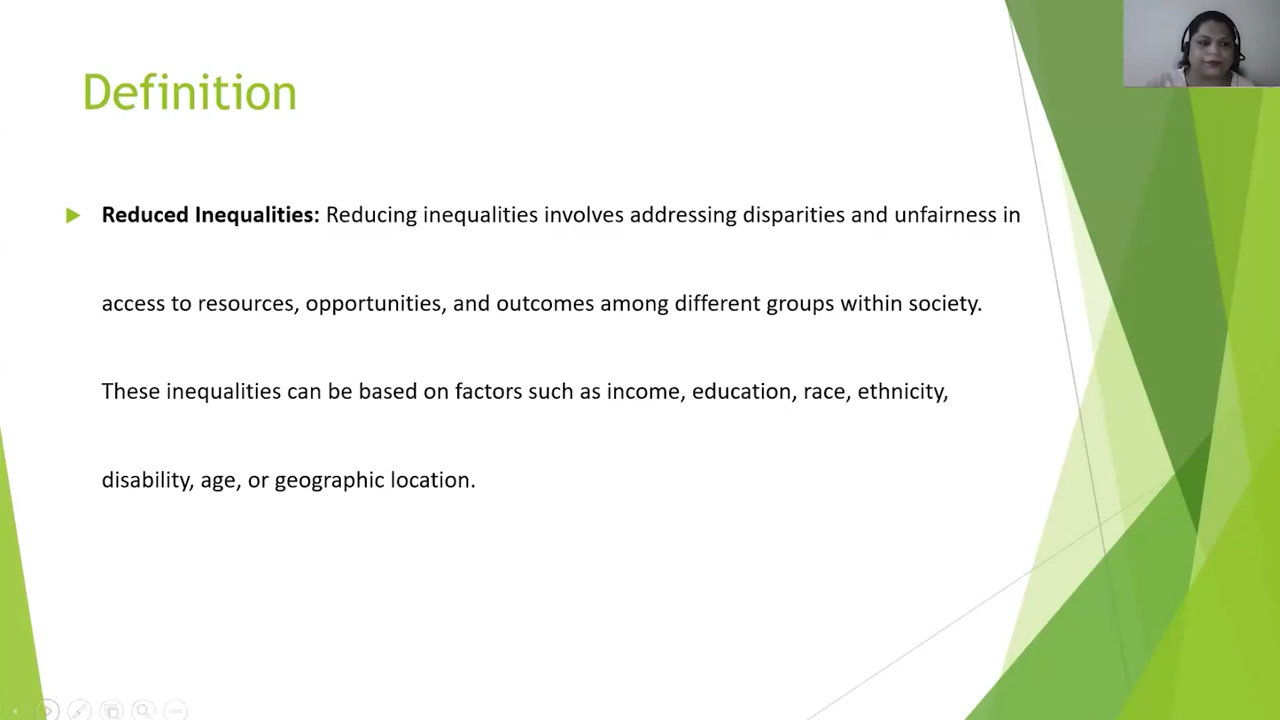 Definition
Reduced Inequalities: Reducing inequalities involves addressing disparities and unfairness in
access to resources, opportunities, and outcomes among different groups within society.
These inequalities can be based on factors such as income, education, race, ethnicity,
disability, age, or geographic location.